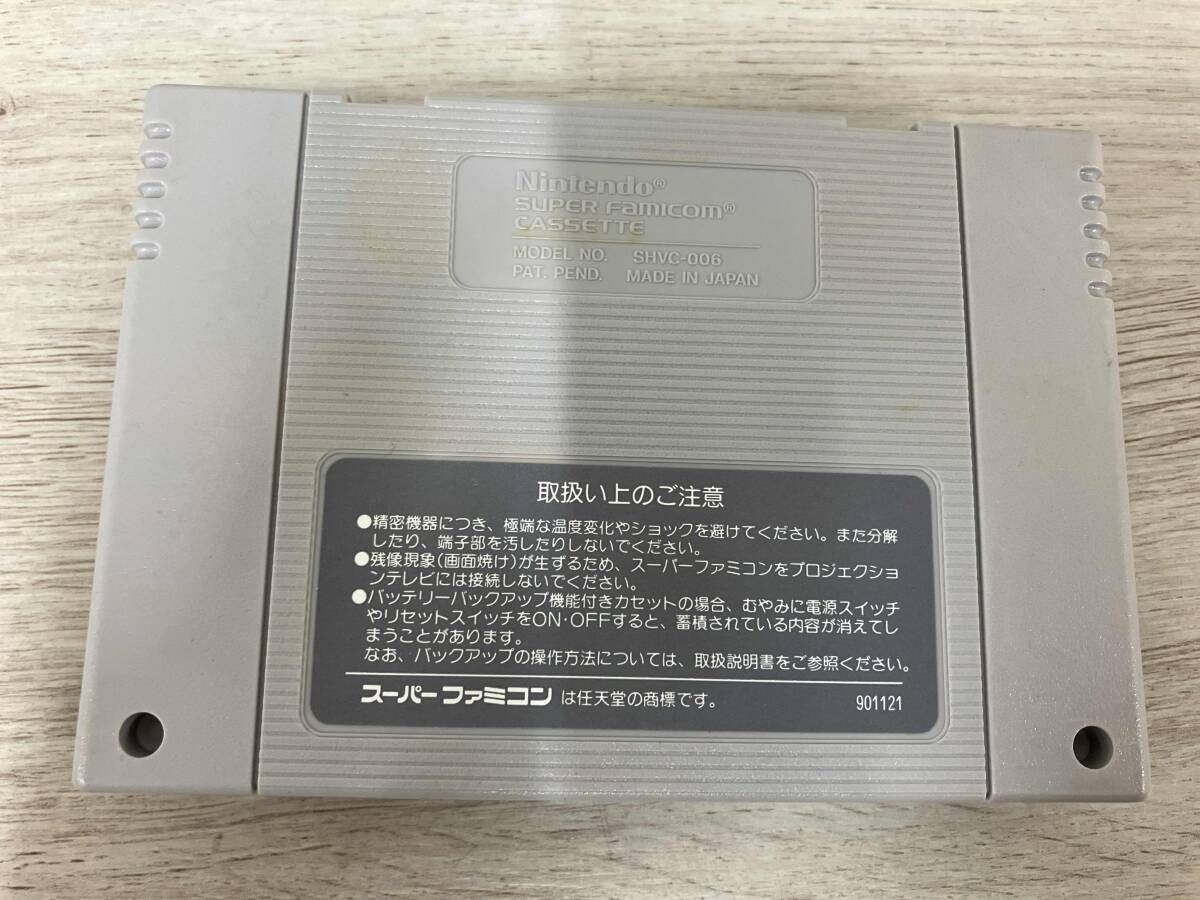 Nintendo®
SUPER FAMICOM®
CASSETTE
MODEL NO. SHVC-006
PAT. PEND. MADE IN JAPAN
取扱い上のご注意
●精密機器につき、極端な温度変化やショックを避けてください。また分解
したり、端子部を汚したりしないでください。
●残像現象(画面焼け)が生ずるため、スーパーファミコンをプロジェクショ
ンテレビには接続しないでください。
●バッテリーバックアップ機能付きカセットの場合、むやみに電源スイッチ
やリセットスイッチをON・OFFすると、蓄積されている内容が消えてし
まうことがあります。
なお、バックアップの操作方法については、取扱説明書をご参照ください。
スーパーファミコン は任天堂の商標です。 901121